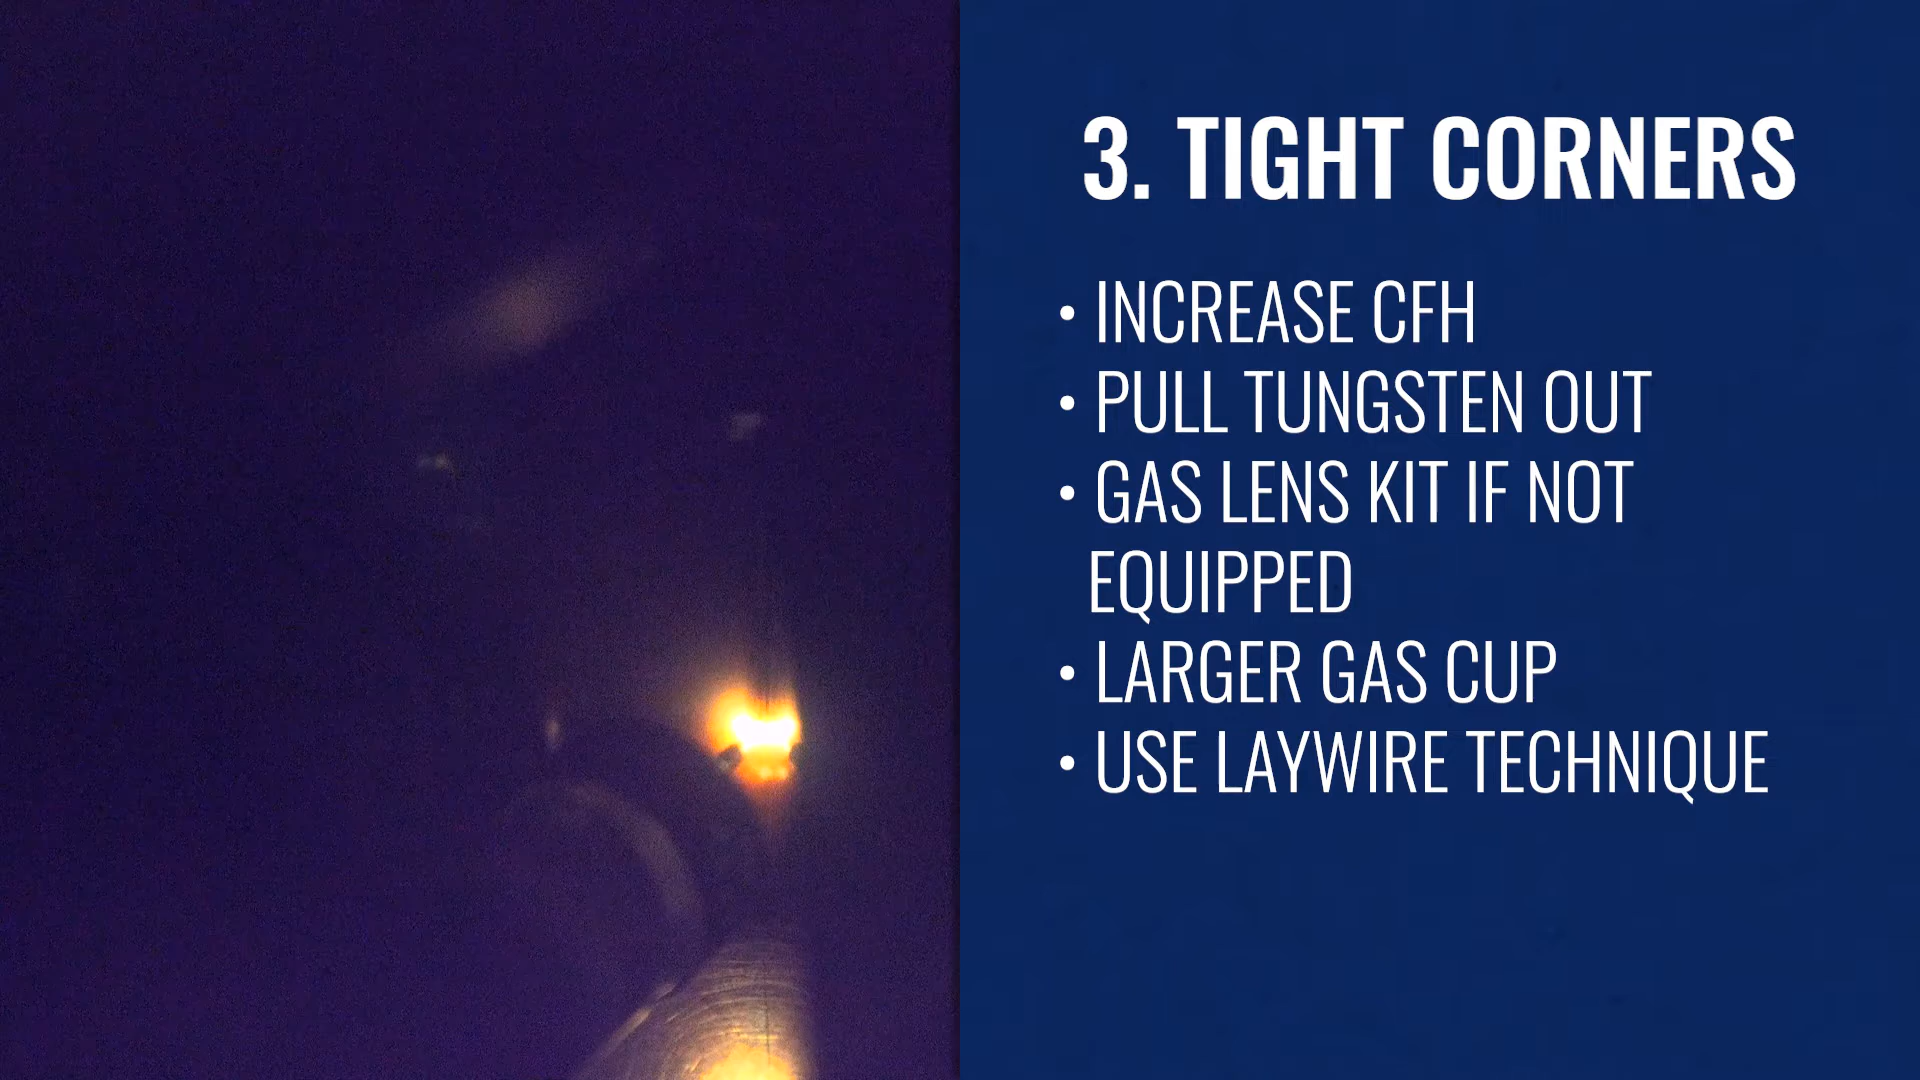 3. TIGHT CORNERS
• INCREASE CFH
• PULL TUNGSTEN OUT
• GAS LENS KIT IF NOT
EQUIPPED
• LARGER GAS CUP
• USE LAYWIRE TECHNIQUE